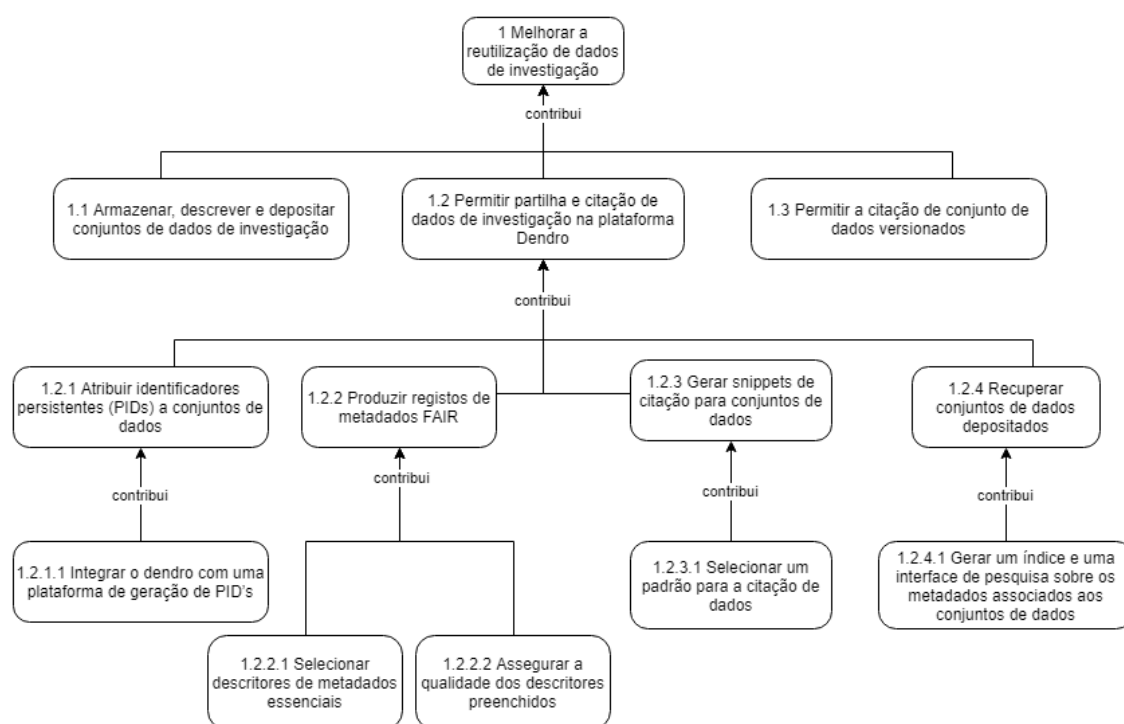 1 Melhorar a
reutilização de dados
de investigação
contribui
1.1 Armazenar, descrever e depositar
conjuntos de dados de investigação
1.2 Permitir partilha e citação de
dados de investigação na plataforma
Dendro
1.3 Permitir a citação de conjunto de
dados versionados
contribui
1.2.1 Atribuir identificadores
persistentes (PIDs) a conjuntos de
dados
1.2.2 Produzir registos de
metadados FAIR
1.2.3 Gerar snippets de
citação para conjuntos de
dados
1.2.4 Recuperar
conjuntos de dados
depositados
contribui
contribui
contribui
contribui
1.2.1.1 Integrar o dendro com uma
plataforma de geração de PID's
1.2.3.1 Selecionar um
padrão para a citação de
dados
1.2.4.1 Gerar um índice e uma
interface de pesquisa sobre os
metadados associados aos
conjuntos de dados
1.2.2.1 Selecionar
descritores de metadados
essenciais
1.2.2.2 Assegurar a
qualidade dos descritores
preenchidos